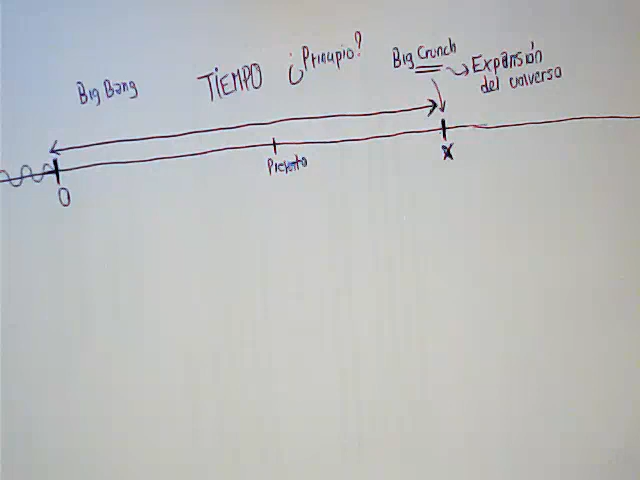 Big Bang
TIEMPO
¿Principio?
Big Crunch
Expansión
del universo
0
Presente
X